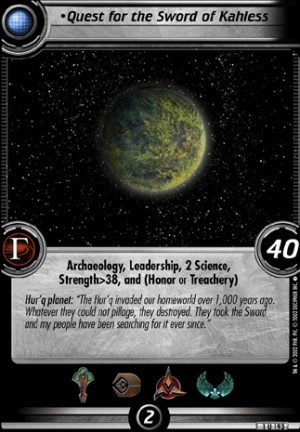 •Quest for the Sword of Kahless
Γ
40
Archaeology, Leadership, 2 Science,
Strength>38, and (Honor or Treachery)
Hur'q planet: "The Hur'q invaded our homeworld over 1,000 years ago.
Whatever they could not pillage, they destroyed. They took the Sword
and my people have been searching for it ever since."
2